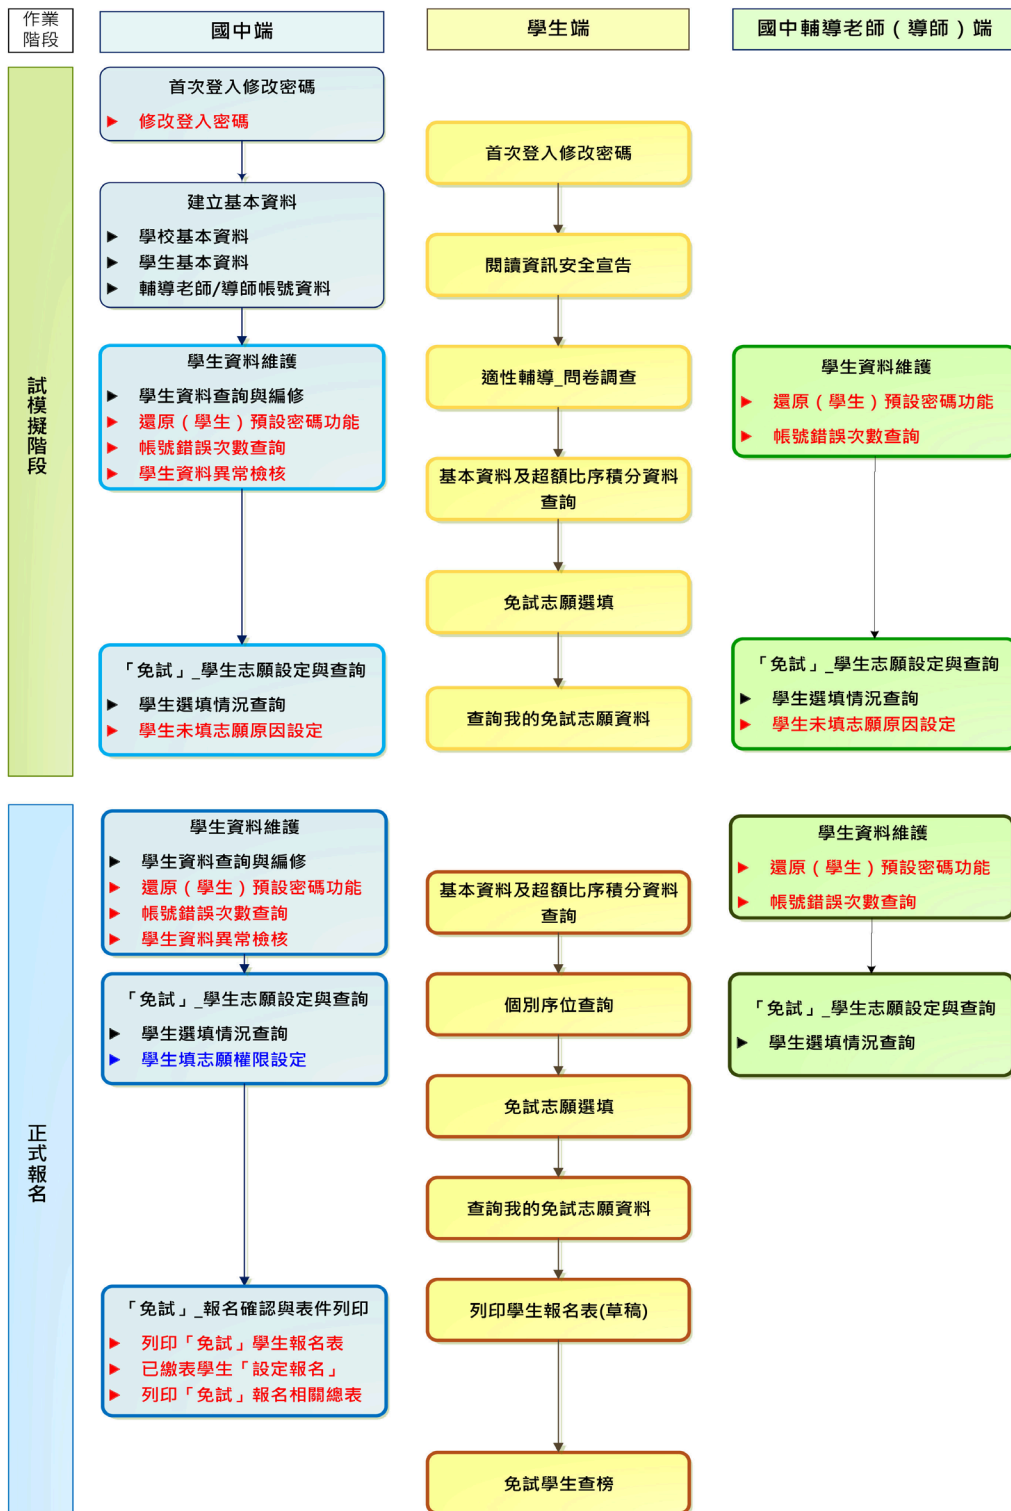 作業
階段
國中端
學生端
國中輔導老師（導師）端
試模擬階段
首次登入修改密碼
修改登入密碼
建立基本資料
學校基本資料
學生基本資料
輔導老師/導師帳號資料
學生資料維護
學生資料查詢與編修
還原（學生）預設密碼功能
帳號錯誤次數查詢
學生資料異常檢核
「免試」_學生志願設定與查詢
學生選填情況查詢
學生未填志願原因設定
首次登入修改密碼
閱讀資訊安全宣告
適性輔導_問卷調查
基本資料及超額比序積分資料
查詢
免試志願選填
查詢我的免試志願資料
學生資料維護
還原（學生）預設密碼功能
帳號錯誤次數查詢
「免試」_學生志願設定與查詢
學生選填情況查詢
學生未填志願原因設定
正式報名
學生資料維護
學生資料查詢與編修
還原（學生）預設密碼功能
帳號錯誤次數查詢
學生資料異常檢核
「免試」_學生志願設定與查詢
學生選填情況查詢
學生填志願權限設定
「免試」_報名確認與表件列印
列印「免試」學生報名表
已繳表學生「設定報名」
列印「免試」報名相關總表
基本資料及超額比序積分資料
查詢
個別序位查詢
免試志願選填
查詢我的免試志願資料
列印學生報名表(草稿)
免試學生查榜
學生資料維護
還原（學生）預設密碼功能
帳號錯誤次數查詢
「免試」_學生志願設定與查詢
學生選填情況查詢